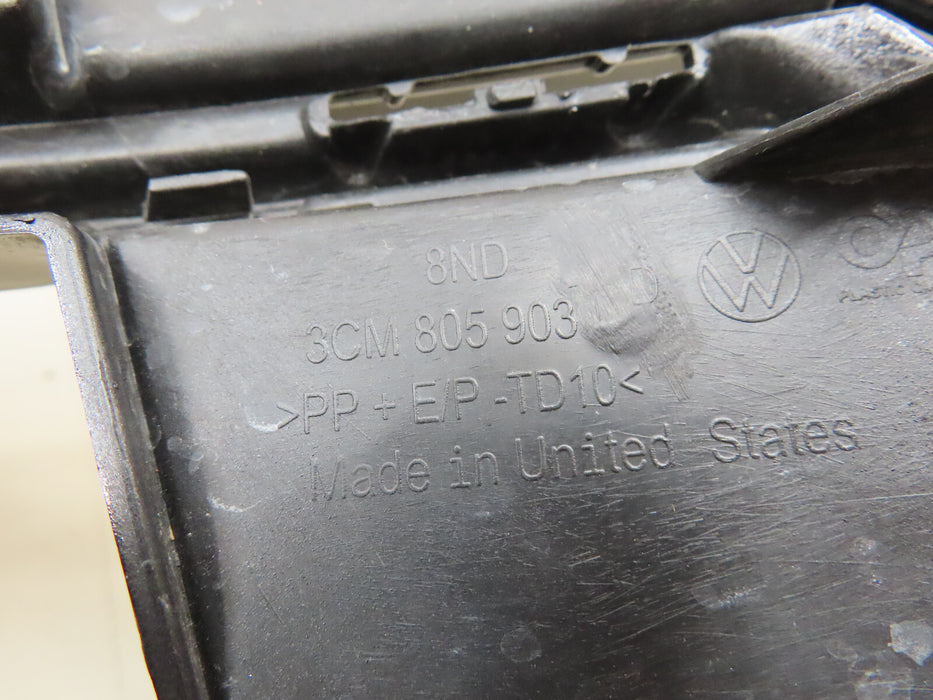 8ND
3CM 805 903 D
>PP + E/P -TD10<
Made in United States